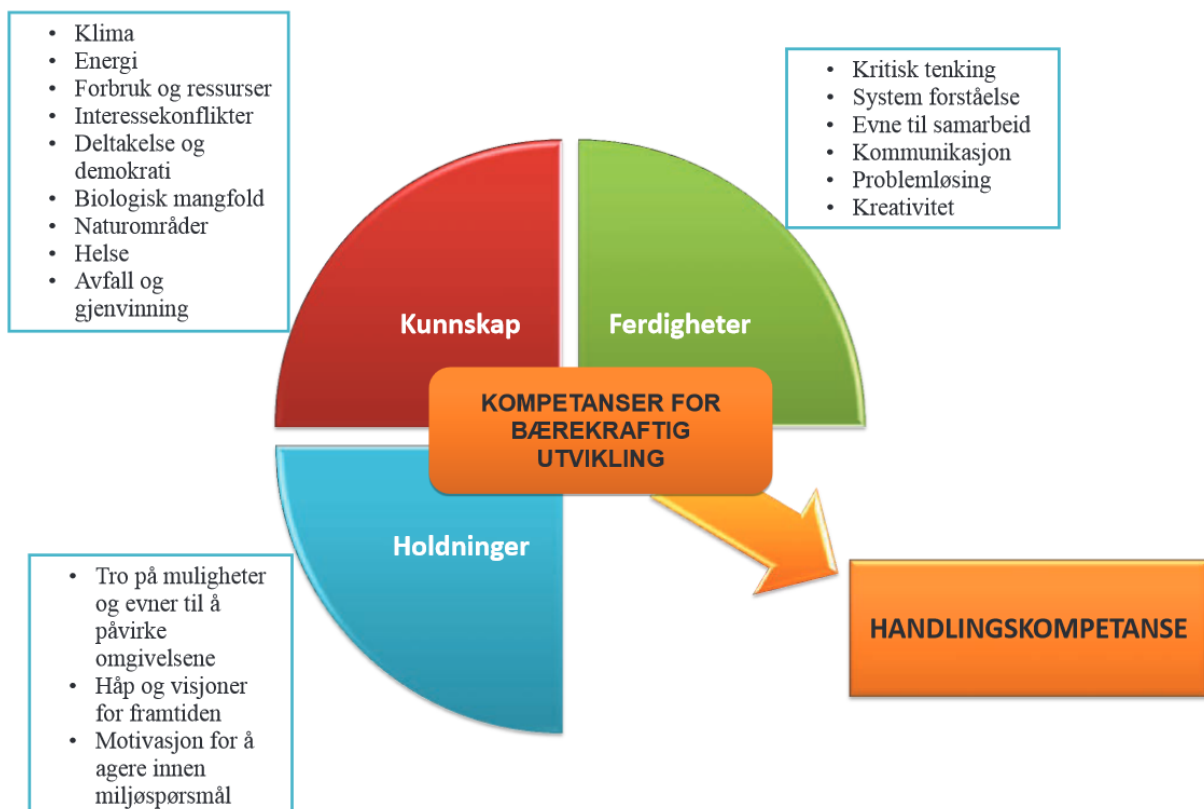 • Klima
• Energi
• Forbruk og ressurser
• Interessekonflikter
• Deltakelse og
demokrati
• Biologisk mangfold
• Naturområder
• Helse
• Avfall og
gjenvinning
• Kritisk tenking
• System forståelse
• Evne til samarbeid
• Kommunikasjon
• Problemløsing
• Kreativitet
Kunnskap
Ferdigheter
KOMPETANSER FOR
BÆREKRAFTIG
UTVIKLING
Holdninger
• Tro på muligheter
og evner til å
påvirke
omgivelsene
• Håp og visjoner
for framtiden
• Motivasjon for å
agere innen
miljøspørsmål
HANDLINGSKOMPETANSE